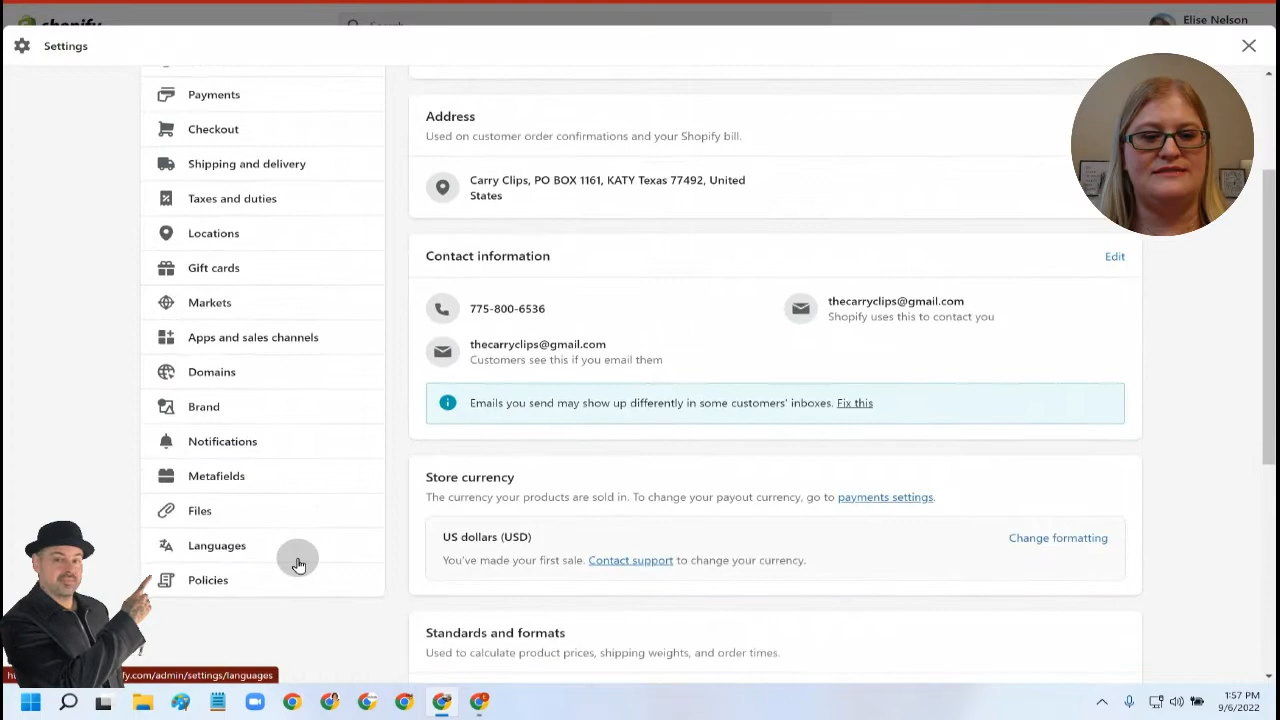 shopify
Search
Elise Nelson
Settings
Payments
Checkout
Shipping and delivery
Taxes and duties
Locations
Gift cards
Markets
Apps and sales channels
Domains
Brand
Notifications
Metafields
Files
Languages
Policies
Address
Used on customer order confirmations and your Shopify bill.
Carry Clips, PO BOX 1161, KATY Texas 77492, United
States
Contact information
Edit
775-800-6536
thecarryclips@gmail.com
Shopify uses this to contact you
thecarryclips@gmail.com
Customers see this if you email them
Emails you send may show up differently in some customers' inboxes. Fix this
Store currency
The currency your products are sold in. To change your payout currency, go to payments settings.
US dollars (USD)
Change formatting
You've made your first sale. Contact support to change your currency.
Standards and formats
Used to calculate product prices, shipping weights, and order times.
fy.com/admin/settings/languages
1:57 PM
9/6/2022